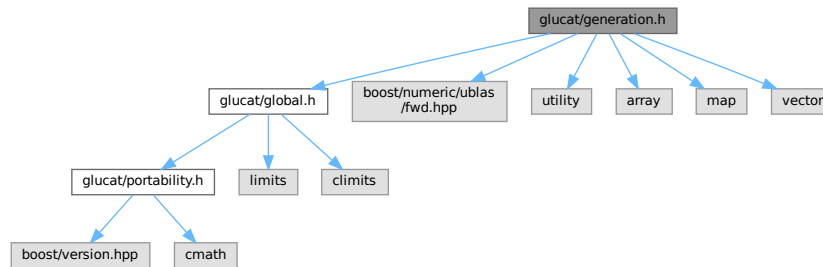 glucat/generation.h
glucat/global.h
boost/numeric/ublas
/fwd.hpp
utility
array
map
vector
glucat/portability.h
limits
climits
boost/version.hpp
cmath